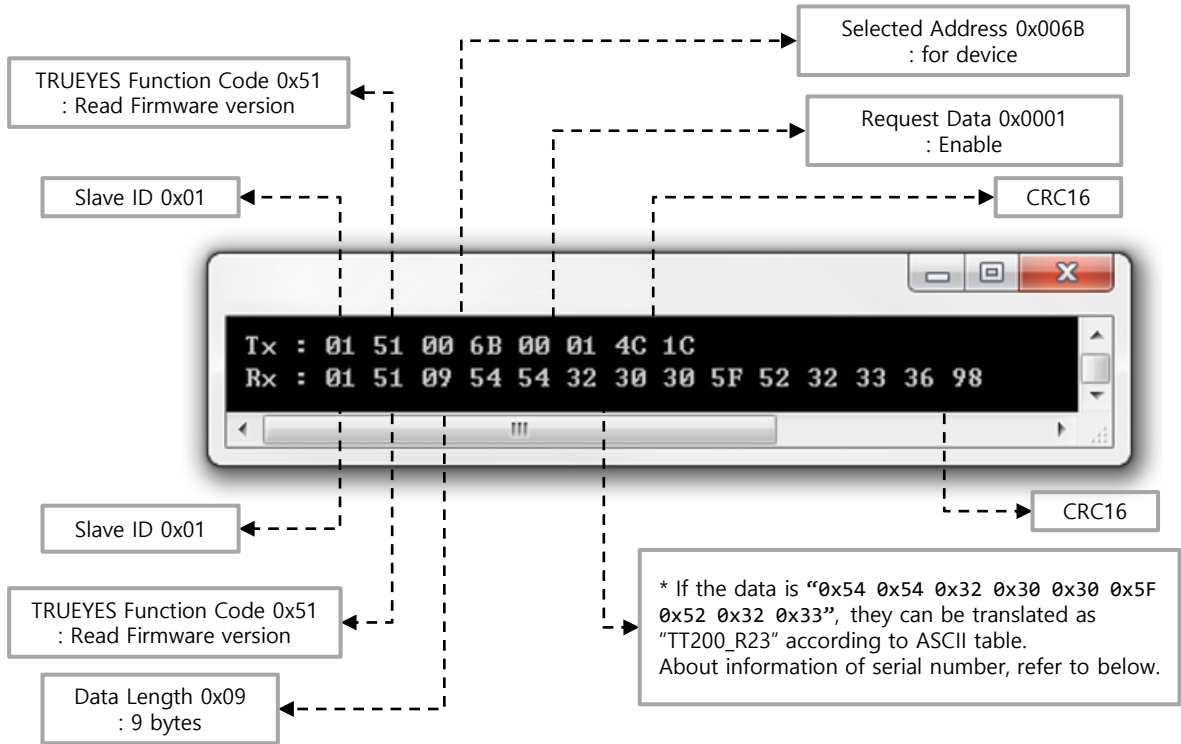 Selected Address 0x006B
: for device
TRUEYES Function Code 0x51
: Read Firmware version
Request Data 0x0001
: Enable
Slave ID 0x01
CRC16
Tx : 01 51 00 6B 00 01 4C 1C
Rx : 01 51 09 54 54 32 30 30 5F 52 32 33 36 98
Slave ID 0x01
CRC16
TRUEYES Function Code 0x51
: Read Firmware version
* If the data is “0x54 0x54 0x32 0x30 0x30 0x5F
0x52 0x32 0x33”, they can be translated as
“TT200_R23” according to ASCII table.
About information of serial number, refer to below.
Data Length 0x09
: 9 bytes